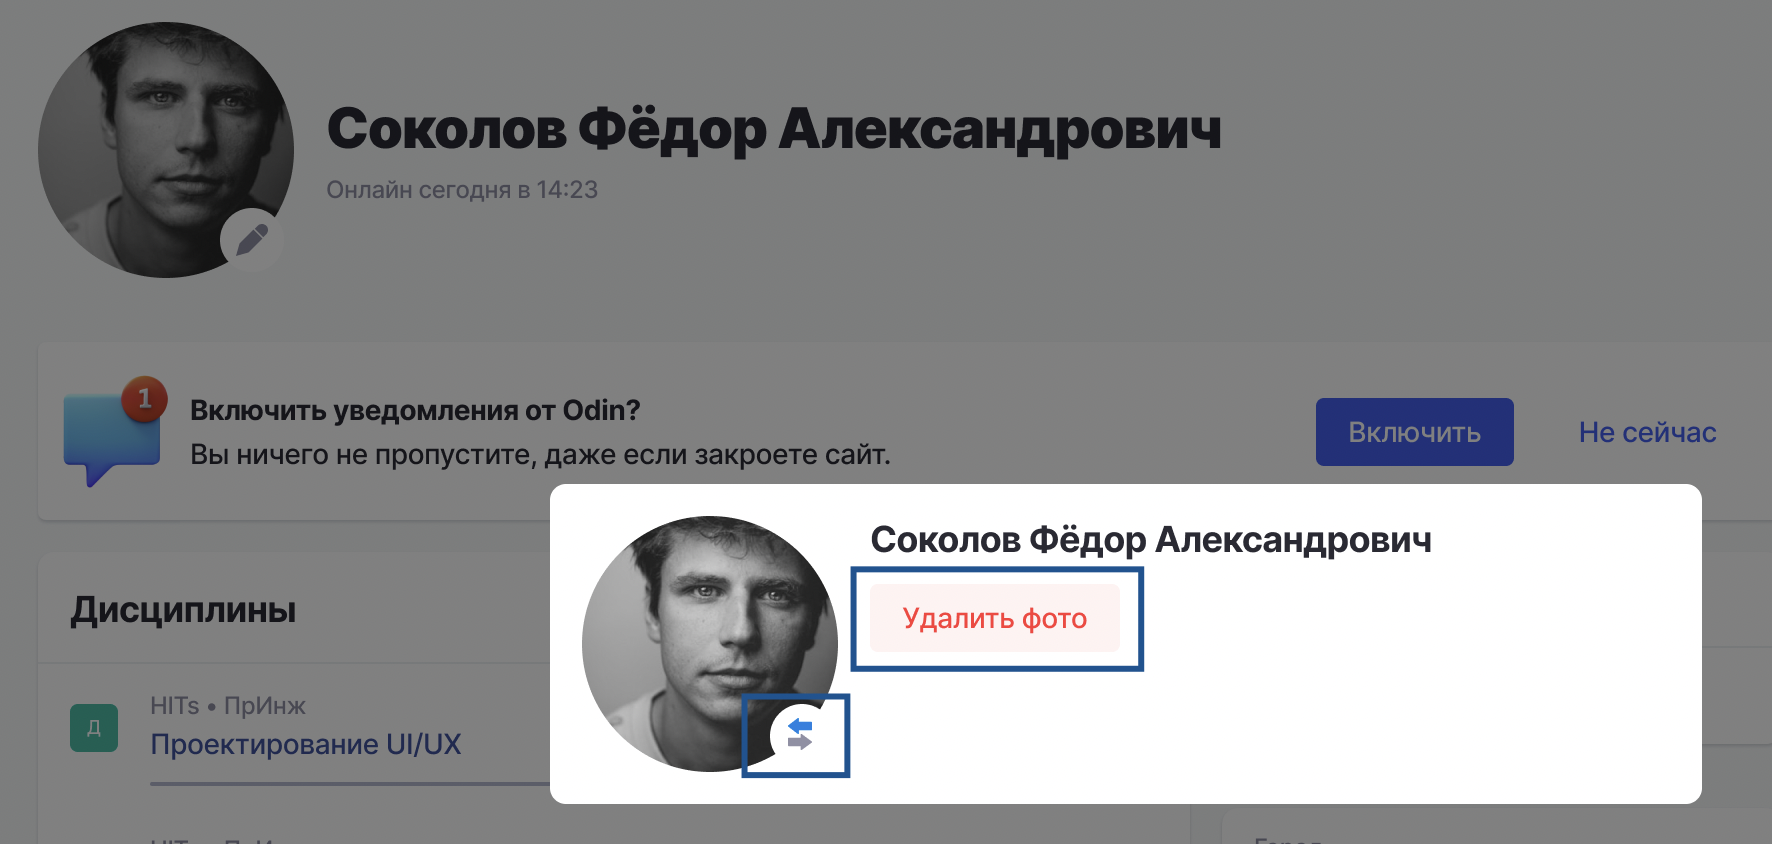 Соколов Фёдор Александрович
Онлайн сегодня в 14:23
1
Включить уведомления от Odin?
Вы ничего не пропустите, даже если закроете сайт.
Включить
Не сейчас
Соколов Фёдор Александрович
Удалить фото
Дисциплины
Д
HITs • ПрИнж
Проектирование UI/UX